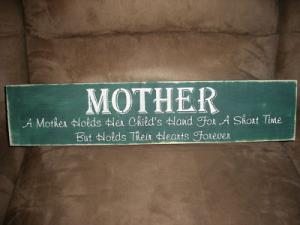 MOTHER
A Mother Holds Her Child's Hand For A Short Time
But Holds Their Hearts Forever